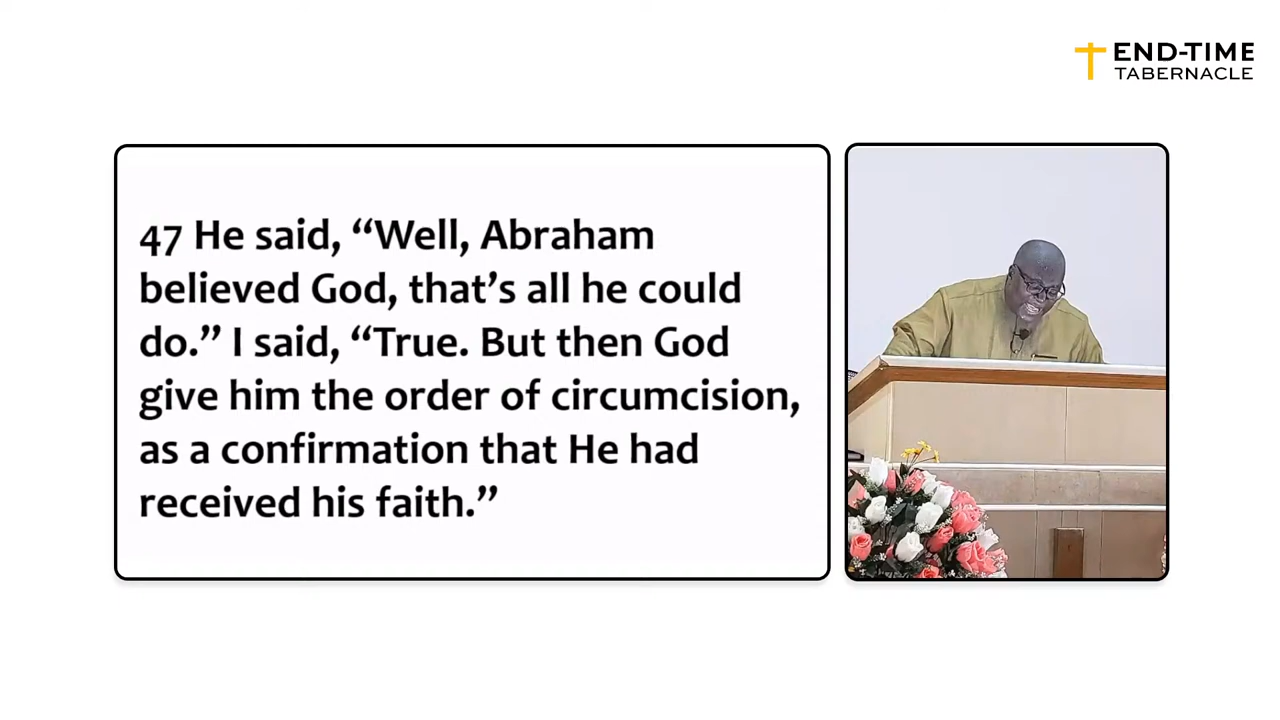 END-TIME
TABERNACLE
47 He said, “Well, Abraham
believed God, that’s all he could
do.” I said, “True. But then God
give him the order of circumcision,
as a confirmation that He had
received his faith.”